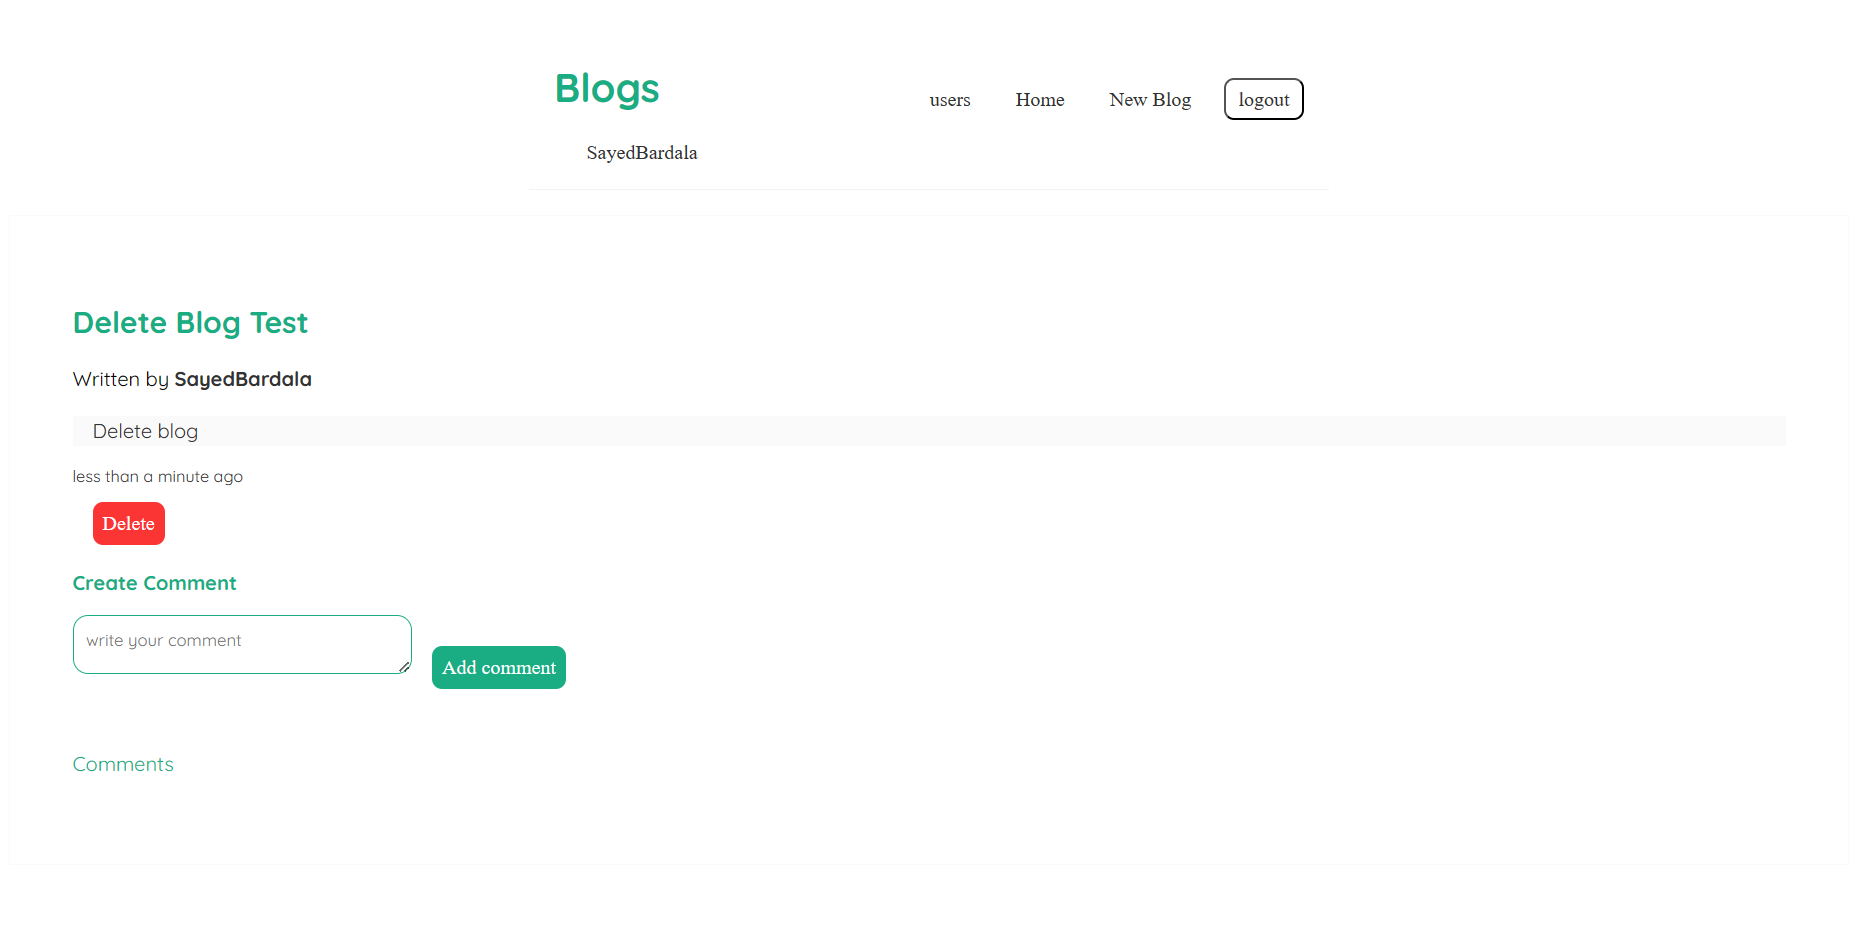 Blogs
users Home New Blog logout
SayedBardala
Delete Blog Test
Written by SayedBardala
Delete blog
less than a minute ago
Delete
Create Comment
write your comment
Add comment
Comments